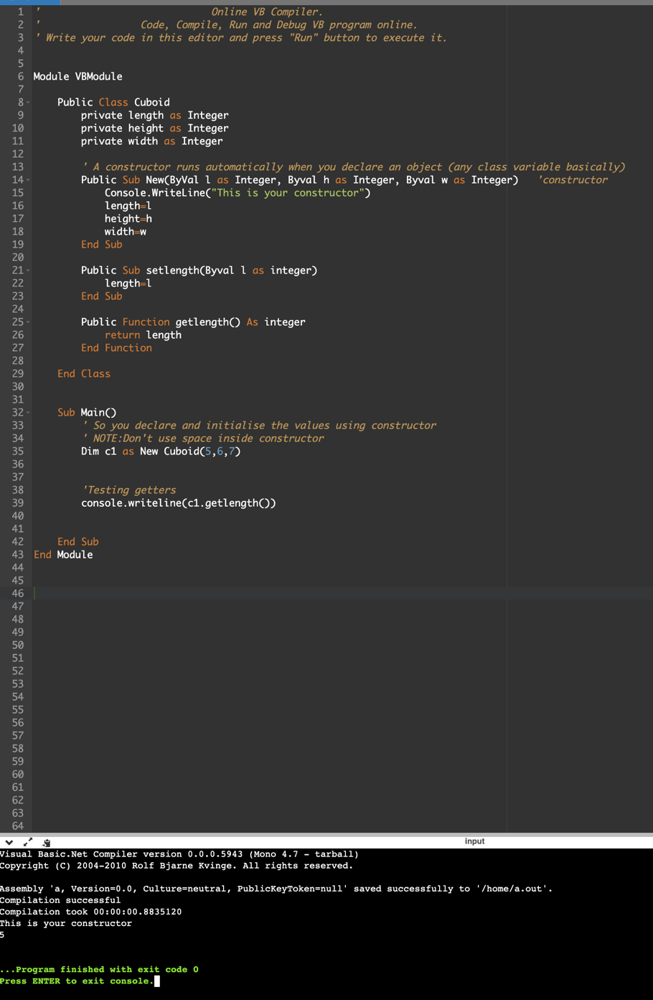 1 '                             Online VB Compiler.
2 '                 Code, Compile, Run and Debug VB program online.
3 ' Write your code in this editor and press "Run" button to execute it.
4
5
6 Module VBModule
7
8     Public Class Cuboid
9         private length as Integer
10         private height as Integer
11         private width as Integer
12
13         ' A constructor runs automatically when you declare an object (any class variable basically)
14         Public Sub New(ByVal l as Integer, Byval h as Integer, Byval w as Integer)   'constructor
15             Console.WriteLine("This is your constructor")
16             length=l
17             height=h
18             width=w
19         End Sub
20
21         Public Sub setlength(Byval l as integer)
22             length=l
23         End Sub
24
25         Public Function getlength() As integer
26             return length
27         End Function
28
29     End Class
30
31
32     Sub Main()
33         ' So you declare and initialise the values using constructor
34         ' NOTE:Don't use space inside constructor
35         Dim c1 as New Cuboid(5,6,7)
36
37
38         'Testing getters
39         console.writeline(c1.getlength())
40
41
42     End Sub
43 End Module
44
45
46
47
48
49
50
51
52
53
54
55
56
57
58
59
60
61
62
63
64
input
Visual Basic.Net Compiler version 0.0.0.5943 (Mono 4.7 - tarball)
Copyright (C) 2004-2010 Rolf Bjarne Kvinge. All rights reserved.
Assembly 'a, Version=0.0, Culture=neutral, PublicKeyToken=null' saved successfully to '/home/a.out'.
Compilation successful
Compilation took 00:00:00.8835120
This is your constructor
5
...Program finished with exit code 0
Press ENTER to exit console.